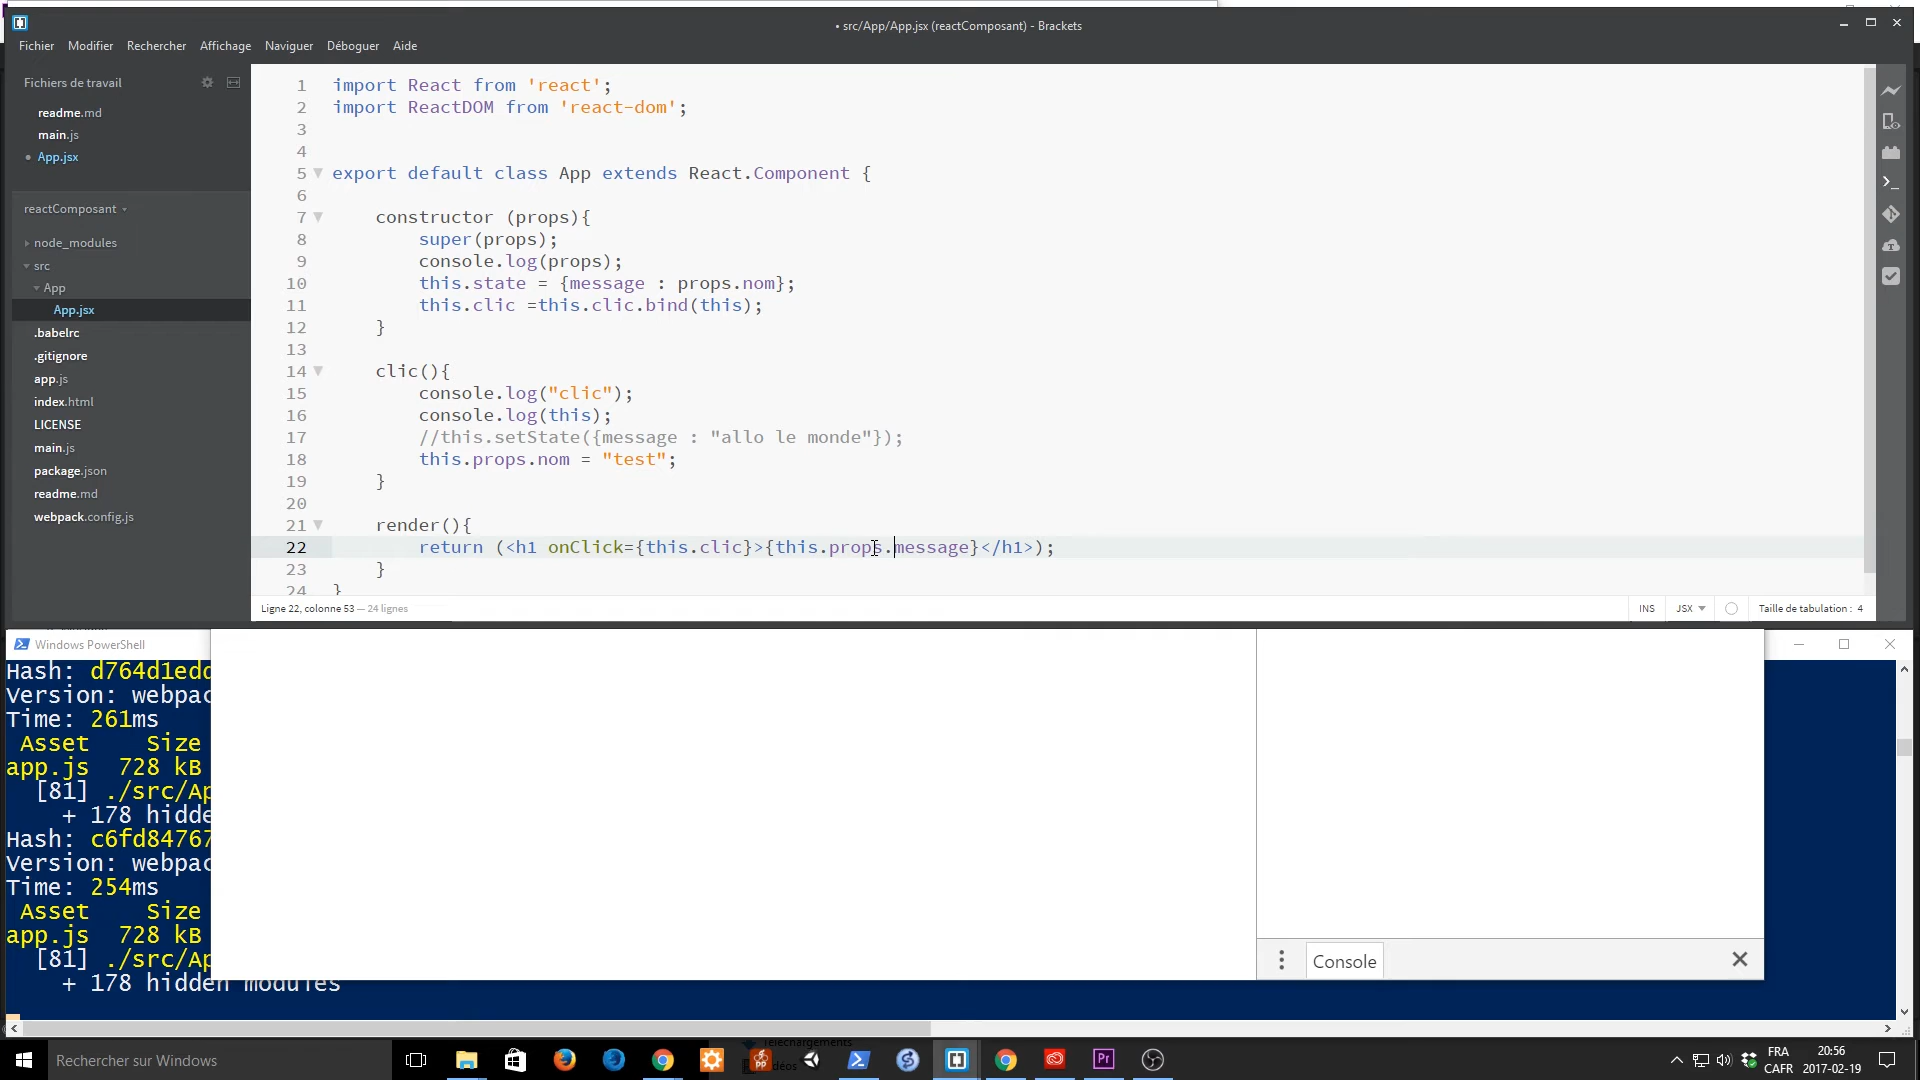 • src/App/App.jsx (reactComposant) - Brackets
Fichier Modifier Rechercher Affichage Naviguer Déboguer Aide
Fichiers de travail
readme.md
main.js
• App.jsx
reactComposant
node_modules
src
App
App.jsx
.babelrc
.gitignore
app.js
index.html
LICENSE
main.js
package.json
readme.md
webpack.config.js
1 import React from 'react';
2 import ReactDOM from 'react-dom';
3
4
5 export default class App extends React.Component {
6
7 constructor (props){
8 super(props);
9 console.log(props);
10 this.state = {message : props.nom};
11 this.clic =this.clic.bind(this);
12 }
13
14 clic(){
15 console.log("clic");
16 console.log(this);
17 //this.setState({message : "allo le monde"});
18 this.props.nom = "test";
19 }
20
21 render(){
22 return (<h1 onClick={this.clic}>{this.props.message}</h1>);
23 }
24 }
Ligne 22, colonne 53 — 24 lignes
INS JSX Taille de tabulation : 4
Windows PowerShell
Hash: d764d1edd
Version: webpac
Time: 261ms
Asset Size
app.js 728 kB
[81] ./src/Ap
+ 178 hidde
Hash: c6fd84767
Version: webpac
Time: 254ms
Asset Size
app.js 728 kB
[81] ./src/Ap
+ 178 hidden modules
Console
Rechercher sur Windows
Téléchargements
FRA
CAFR
20:56
2017-02-19